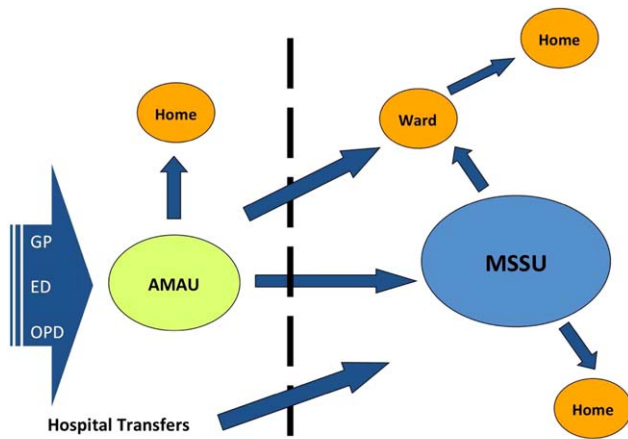 Home
Home
Ward
GP
ED
OPD
AMAU
MSSU
Home
Hospital Transfers